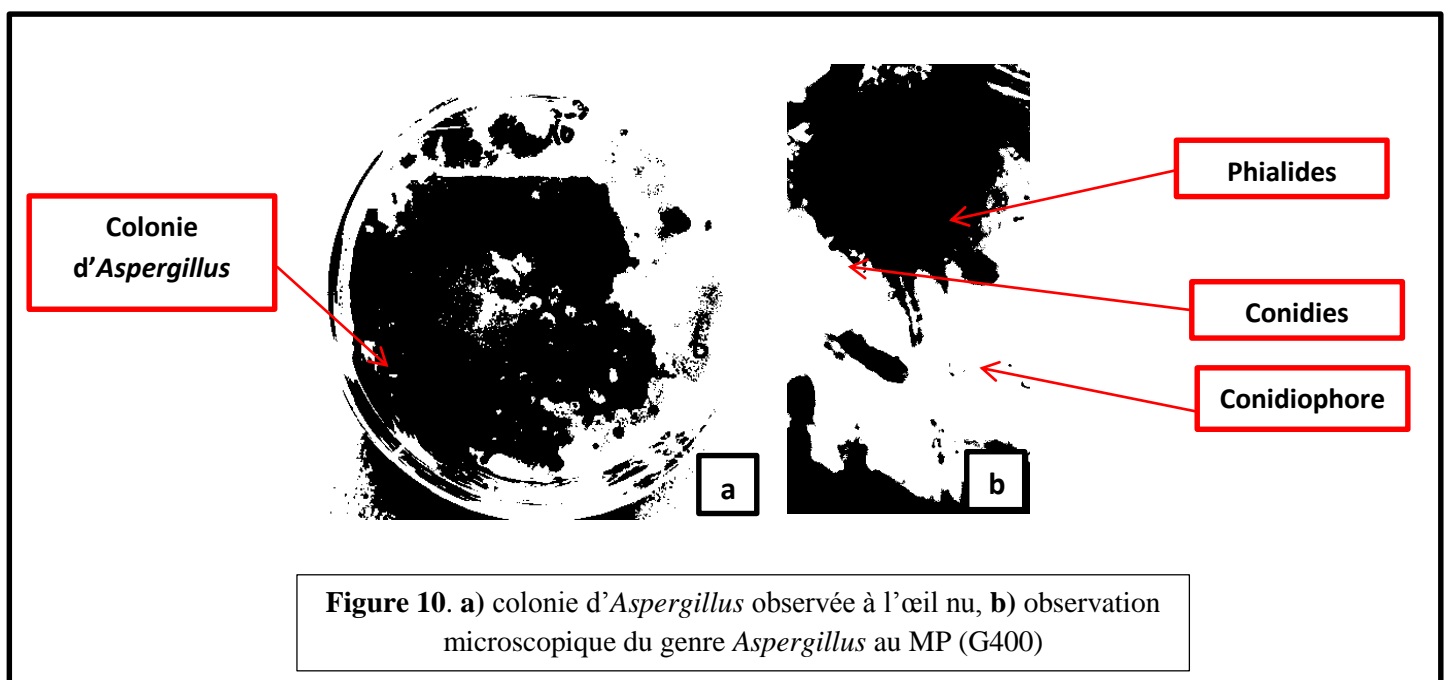 Colonie
d’Aspergillus
Phialides
Conidies
Conidiophore
a
b
Figure 10. a) colonie d’Aspergillus observée à l’œil nu, b) observation
microscopique du genre Aspergillus au MP (G400)